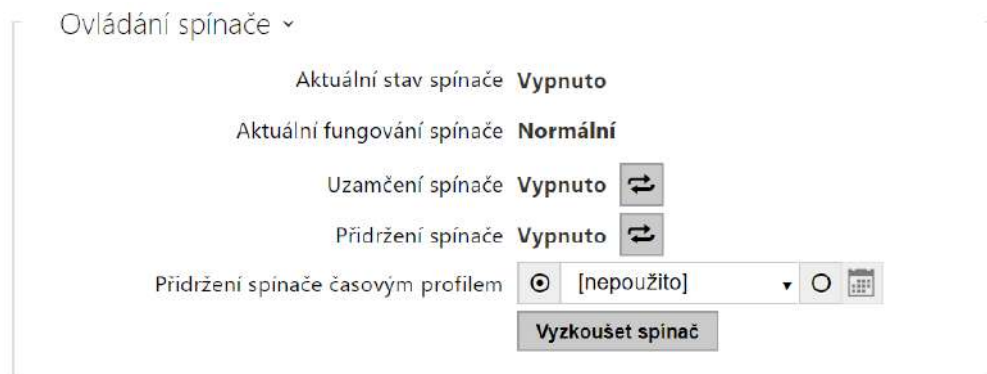 Ovládání spínače
Aktuální stav spínače Vypnuto
Aktuální fungování spínače Normální
Uzamčení spínače Vypnuto
Přidržení spínače Vypnuto
Přidržení spínače časovým profilem [nepoužito]
Vyzkoušet spínač